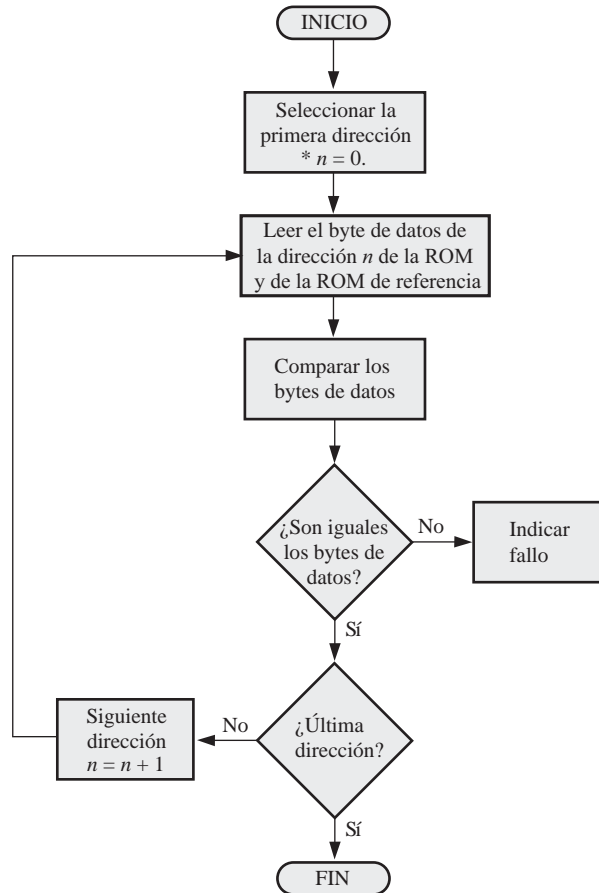 INICIO
Seleccionar la
primera dirección
* n = 0.
Leer el byte de datos de
la dirección n de la ROM
y de la ROM de referencia
Comparar los
bytes de datos
¿Son iguales
los bytes de
datos?
No
Indicar
fallo
Sí
¿Última
dirección?
No
Siguiente
dirección
n = n + 1
Sí
FIN